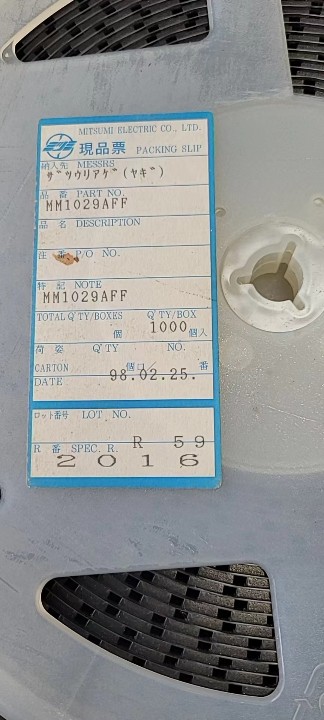 MITSUMI ELECTRIC CO., LTD.
現品票 PACKING SLIP
納入先 MESSRS
ザツウリアゲ(ヤギ)
品番 PART NO.
MM1029AFF
品名 DESCRIPTION
注番 P/O NO.
特記 NOTE
MM1029AFF
TOTAL Q'TY/BOXES Q'TY/BOX
個 1000 個入
荷姿 Q'TY NO.
CARTON 個口 番
DATE 98.02.25.
ロット番号 LOT NO.
R番 SPEC. R. R 59
2016